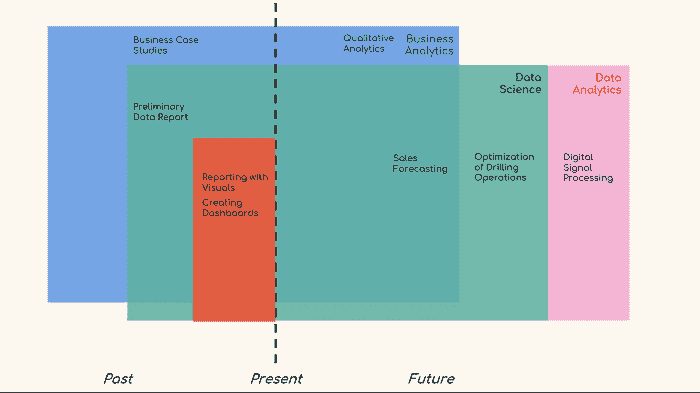 Business Case
Studies
Qualitative
Analytics
Business
Analytics
Data
Science
Data
Analytics
Preliminary
Data Report
Sales
Forecasting
Optimization
of Drilling
Operations
Digital
Signal
Processing
Reporting with
Visuals
Creating
Dashboards
Past
Present
Future